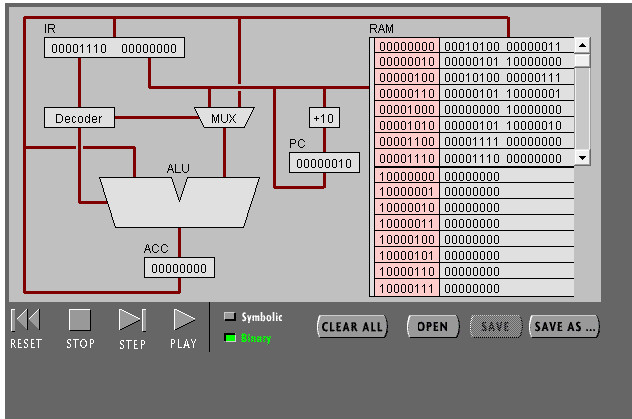 IR
RAM
00001110 00000000
00000000 00010100 00000011
00000010 00000101 10000000
00000100 00010100 00000111
00000110 00000101 10000001
00001000 00000000 10000000
00001010 00000101 10000010
00001100 00001111 00000000
00001110 00001110 00000000
Decoder
MUX
+10
PC
00000010
ALU
10000000 00000000
10000001 00000000
10000010 00000000
10000011 00000000
10000100 00000000
10000101 00000000
10000110 00000000
10000111 00000000
ACC
00000000
RESET
STOP
STEP
PLAY
Symbolic
Binary
CLEAR ALL
OPEN
SAVE
SAVE AS ...